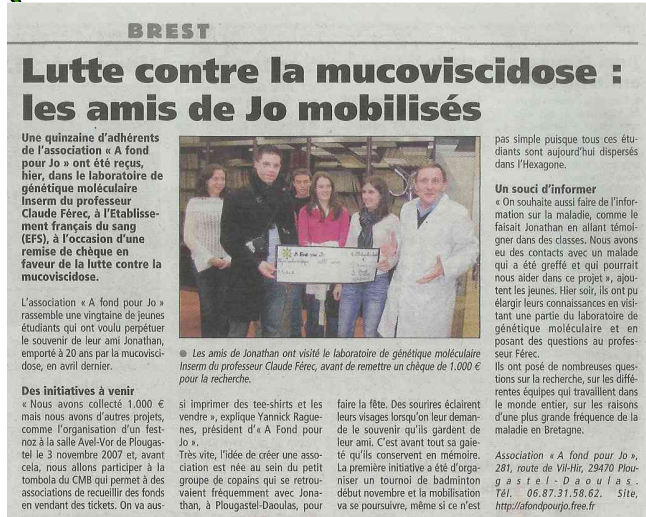 BREST
Lutte contre la mucoviscidose :
les amis de Jo mobilisés
Une quinzaine d'adhérents
de l'association « A fond
pour Jo » ont été reçus,
hier, dans le laboratoire de
génétique moléculaire
Inserm du professeur
Claude Férec, à l'Etablisse-
ment français du sang
(EFS), à l'occasion d'une
remise de chèque en
faveur de la lutte contre la
mucoviscidose.
L'association « A fond pour Jo »
rassemble une vingtaine de jeunes
étudiants qui ont voulu perpétuer
le souvenir de leur ami Jonathan,
emporté à 20 ans par la mucovisci-
dose, en avril dernier.
Des initiatives à venir
« Nous avons collecté 1.000 €
mais nous avons d'autres projets,
comme l'organisation d'un fest-
noz à la salle Avel-Vor de Plougas-
tel le 3 novembre 2007 et, avant
cela, nous allons participer à la
tombola du CMB qui permet à des
associations de recueillir des fonds
en vendant des tickets. On va aus-
A fond pour Jo
● Les amis de Jonathan ont visité le laboratoire de génétique moléculaire
Inserm du professeur Claude Férec, avant de remettre un chèque de 1.000 €
pour la recherche.
si imprimer des tee-shirts et les
vendre », explique Yannick Rague-
nes, président d'« A Fond pour
Jo ».
Très vite, l'idée de créer une asso-
ciation est née au sein du petit
groupe de copains qui se retrou-
vaient fréquemment avec Jona-
than, à Plougastel-Daoulas, pour
faire la fête. Des sourires éclairent
leurs visages lorsqu'on leur deman-
de le souvenir qu'ils gardent de
leur ami. C'est avant tout sa gaie-
té qu'ils conservent en mémoire.
La première initiative a été d'orga-
niser un tournoi de badminton
début novembre et la mobilisation
va se poursuivre, même si ce n'est
pas simple puisque tous ces étu-
diants sont aujourd'hui dispersés
dans l'Hexagone.
Un souci d'informer
« On souhaite aussi faire de l'infor-
mation sur la maladie, comme le
faisait Jonathan en allant témoi-
gner dans des classes. Nous avons
eu des contacts avec un malade
qui a été greffé et qui pourrait
nous aider dans ce projet », ajou-
tent les jeunes. Hier soir, ils ont pu
élargir leurs connaissances en visi-
tant une partie du laboratoire de
génétique moléculaire et en
posant des questions au profes-
seur Férec.
Ils ont posé de nombreuses ques-
tions sur la recherche, sur les diffé-
rentes équipes qui travaillent dans
le monde entier, sur les raisons
d'une plus grande fréquence de la
maladie en Bretagne.
Association « A fond pour Jo »,
281, route de Vil-Hir, 29470 Plou-
gastel-Daoulas.
Tél. 06.87.31.58.62. Site,
http://afondpourjo.free.fr